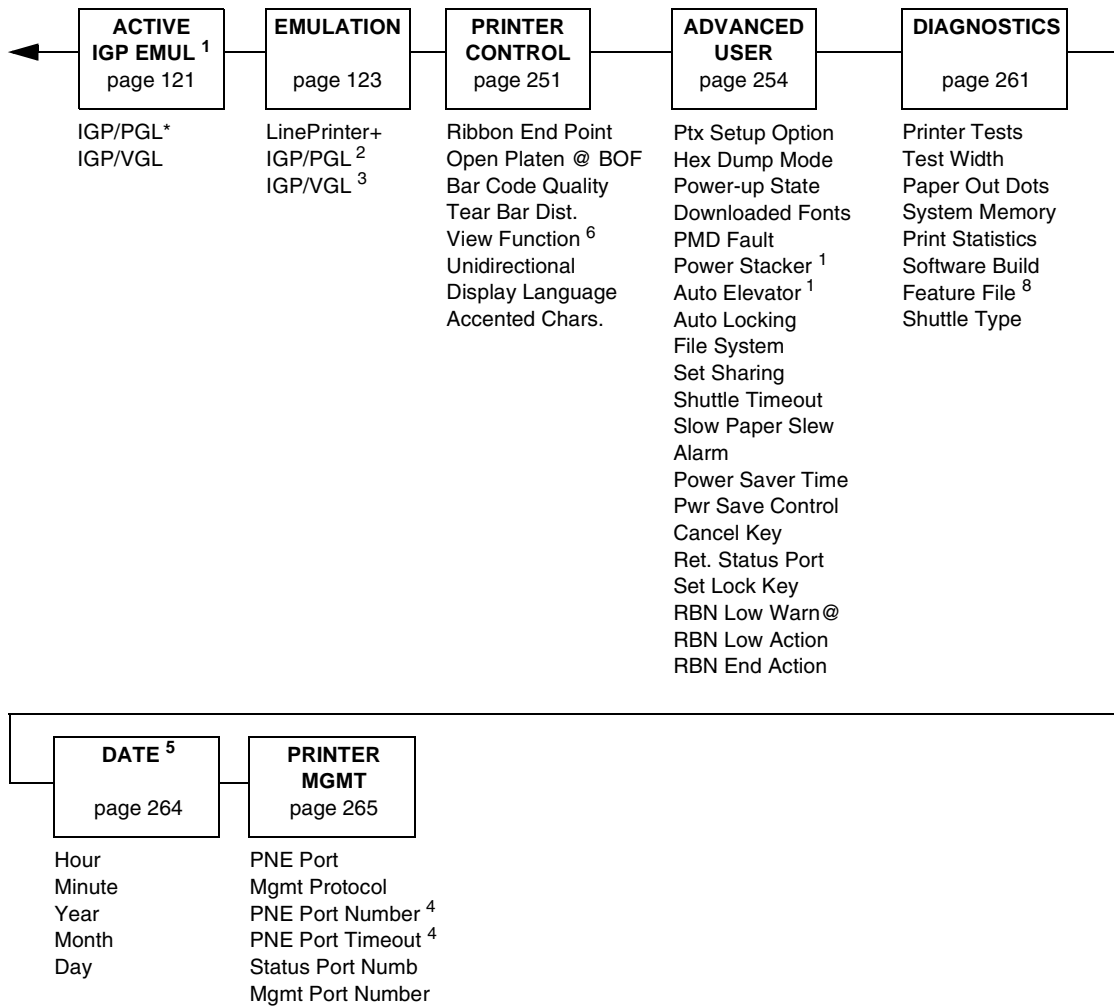 ACTIVE
IGP EMUL 1
page 121
IGP/PGL*
IGP/VGL
EMULATION
page 123
LinePrinter+
IGP/PGL 2
IGP/VGL 3
PRINTER
CONTROL
page 251
Ribbon End Point
Open Platen @ BOF
Bar Code Quality
Tear Bar Dist.
View Function 6
Unidirectional
Display Language
Accented Chars.
ADVANCED
USER
page 254
Ptx Setup Option
Hex Dump Mode
Power-up State
Downloaded Fonts
PMD Fault
Power Stacker 1
Auto Elevator 1
Auto Locking
File System
Set Sharing
Shuttle Timeout
Slow Paper Slew
Alarm
Power Saver Time
Pwr Save Control
Cancel Key
Ret. Status Port
Set Lock Key
RBN Low Warn@
RBN Low Action
RBN End Action
DIAGNOSTICS
page 261
Printer Tests
Test Width
Paper Out Dots
System Memory
Print Statistics
Software Build
Feature File 8
Shuttle Type
DATE 5
page 264
Hour
Minute
Year
Month
Day
PRINTER
MGMT
page 265
PNE Port
Mgmt Protocol
PNE Port Number 4
PNE Port Timeout 4
Status Port Numb
Mgmt Port Number